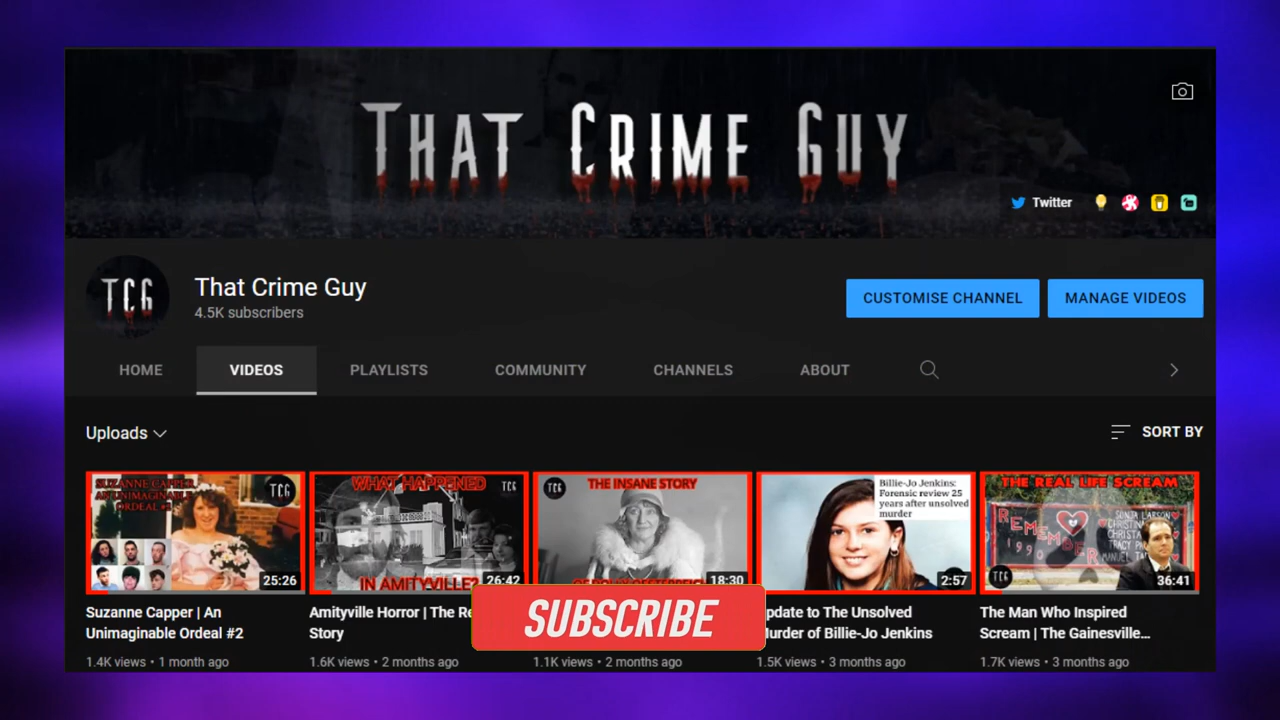 THAT CRIME GUY
Twitter
TCG
That Crime Guy
4.5K subscribers
CUSTOMISE CHANNEL
MANAGE VIDEOS
HOME
VIDEOS
PLAYLISTS
COMMUNITY
CHANNELS
ABOUT
Uploads
SORT BY
SUZANNE CAPPER
AN UNIMAGINABLE
ORDEAL #2
TCG
25:26
WHAT HAPPENED
TCG
IN AMITYVILLE?
26:42
THE INSANE STORY
TCG
18:30
Billie-Jo Jenkins:
Forensic review 25
years after unsolved
murder
2:57
THE REAL LIFE SCREAM
REMEMBER
1990
TCG
36:41
Suzanne Capper | An
Unimaginable Ordeal #2
1.4K views • 1 month ago
Amityville Horror | The Re
Story
1.6K views • 2 months ago
SUBSCRIBE
1.1K views • 2 months ago
pdate to The Unsolved
Murder of Billie-Jo Jenkins
1.5K views • 3 months ago
The Man Who Inspired
Scream | The Gainesville...
1.7K views • 3 months ago